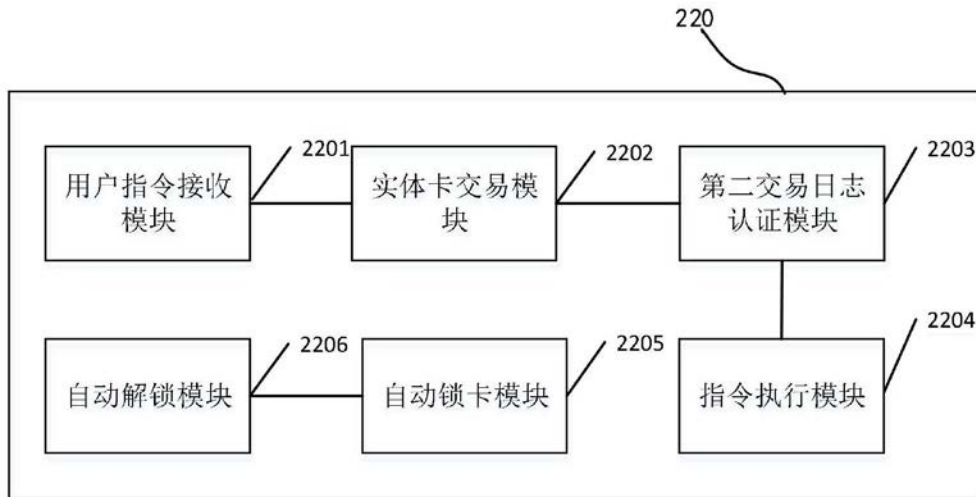 220
2201
用户指令接收
模块
2202
实体卡交易模
块
2203
第二交易日志
认证模块
2206
自动解锁模块
2205
自动锁卡模块
2204
指令执行模块